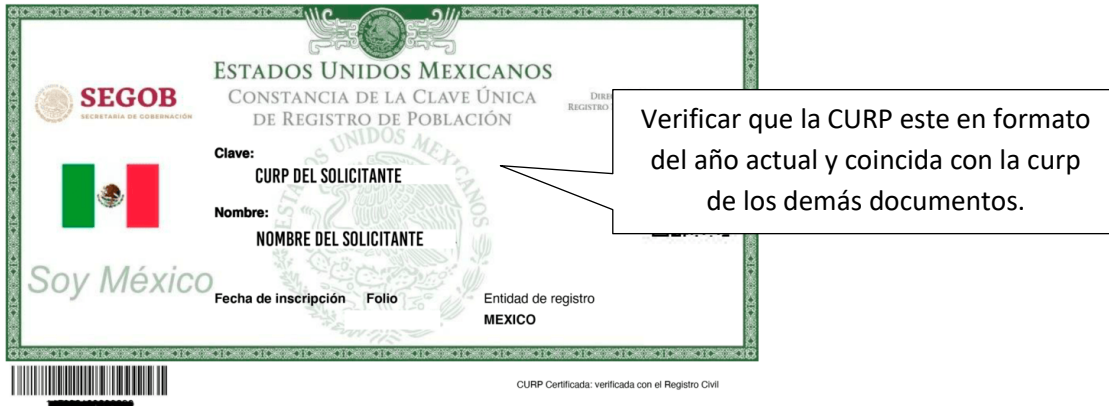 ESTADOS UNIDOS MEXICANOS
CONSTANCIA DE LA CLAVE ÚNICA
DE REGISTRO DE POBLACIÓN
SEGOB
SECRETARÍA DE GOBERNACIÓN
REGISTRO
Clave:
CURP DEL SOLICITANTE
Nombre:
NOMBRE DEL SOLICITANTE
UNIDOS MEXICANOS
Soy México
Fecha de inscripción Folio Entidad de registro
MEXICO
CURP Certificada: verificada con el Registro Civil
Verificar que la CURP este en formato
del año actual y coincida con la curp
de los demás documentos.